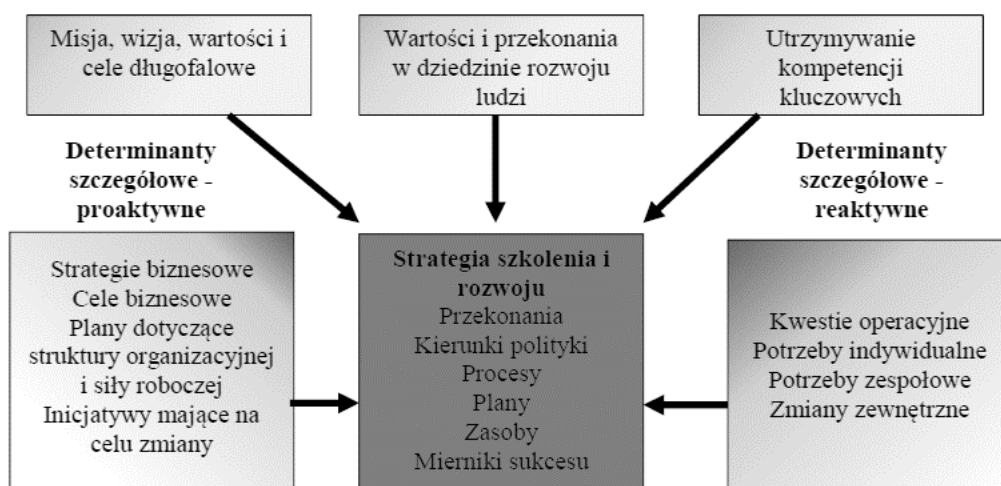 Misja, wizja, wartości i
cele długofalowe
Wartości i przekonania
w dziedzinie rozwoju
ludzi
Utrzymywanie
kompetencji
kluczowych
Determinanty
szczegółowe -
proaktywne
Determinanty
szczegółowe -
reaktywne
Strategie biznesowe
Cele biznesowe
Plany dotyczące
struktury organizacyjnej
i siły roboczej
Inicjatywy mające na
celu zmiany
Strategia szkolenia i
rozwoju
Przekonania
Kierunki polityki
Procesy
Plany
Zasoby
Mierniki sukcesu
Kwestie operacyjne
Potrzeby indywidualne
Potrzeby zespołowe
Zmiany zewnętrzne